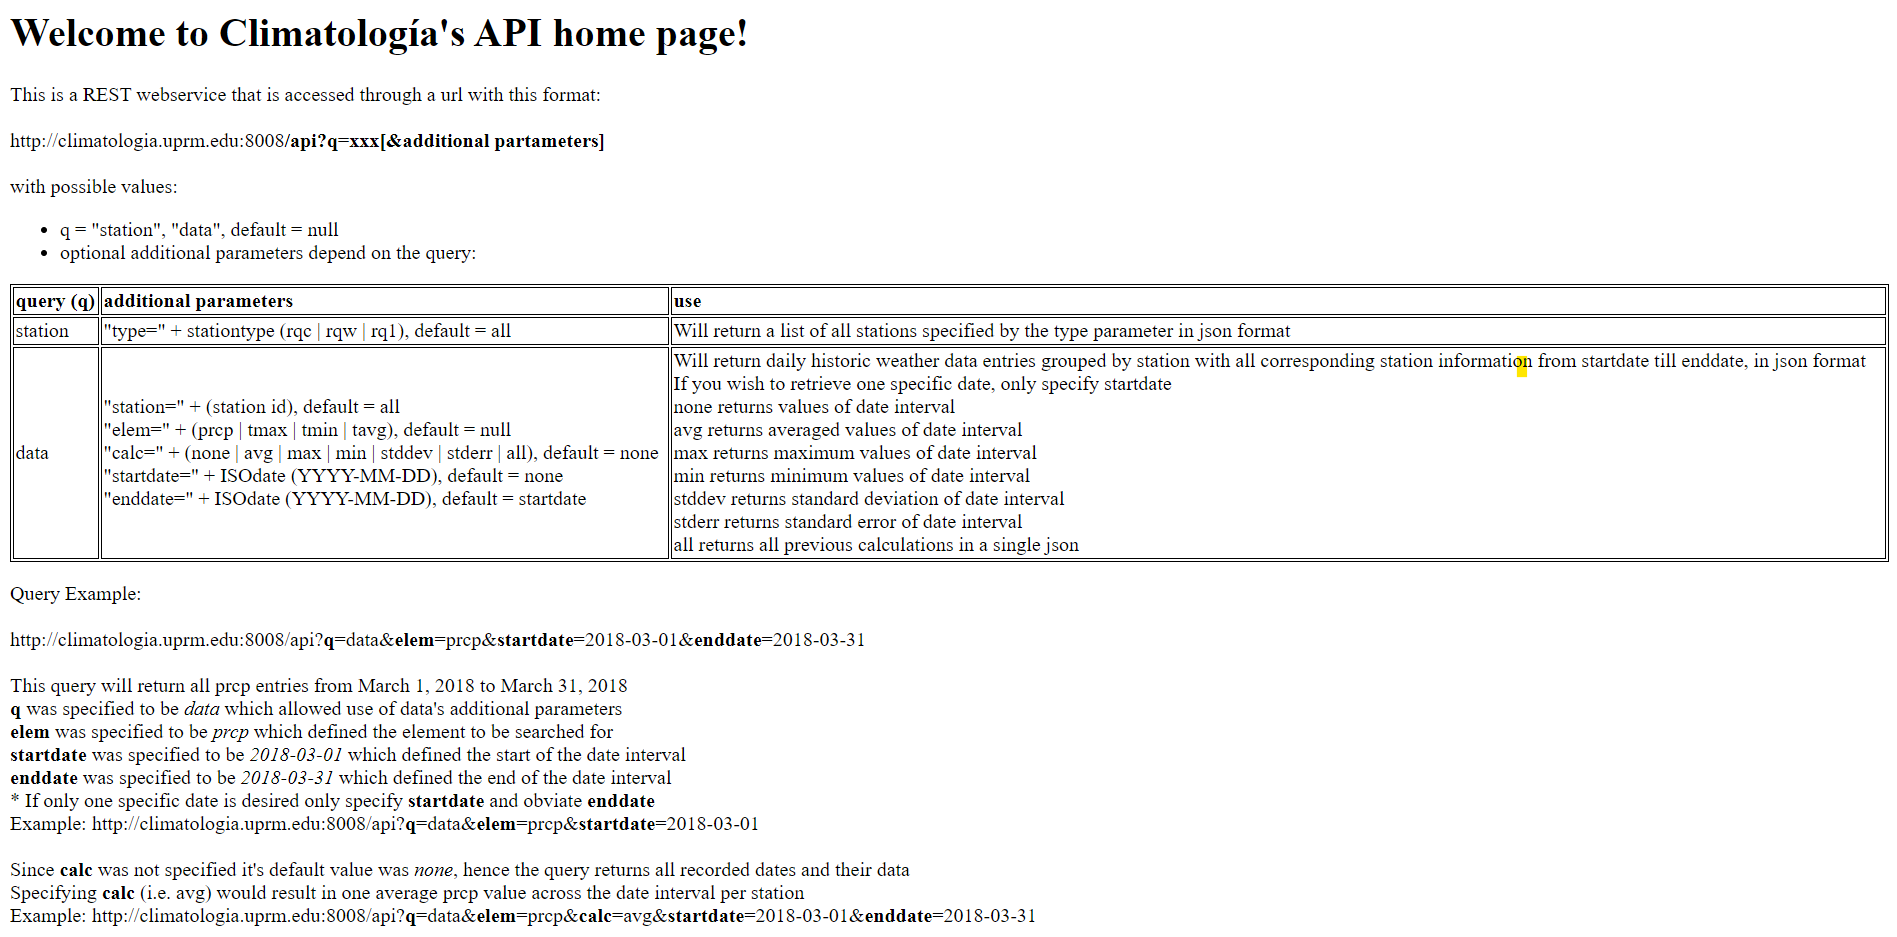 Welcome to Climatología's API home page!
This is a REST webservice that is accessed through a url with this format:
http://climatologia.uprm.edu:8008/api?q=xxx[&additional partameters]
with possible values:
• q = "station", "data", default = null
• optional additional parameters depend on the query:
query (q) additional parameters use
station "type=" + stationtype (rqc | rqw | rq1), default = all Will return a list of all stations specified by the type parameter in json format
data
"station=" + (station id), default = all
"elem=" + (prcp | tmax | tmin | tavg), default = null
"calc=" + (none | avg | max | min | stddev | stderr | all), default = none
"startdate=" + ISOdate (YYYY-MM-DD), default = none
"enddate=" + ISOdate (YYYY-MM-DD), default = startdate
Will return daily historic weather data entries grouped by station with all corresponding station information from startdate till enddate, in json format
If you wish to retrieve one specific date, only specify startdate
none returns values of date interval
avg returns averaged values of date interval
max returns maximum values of date interval
min returns minimum values of date interval
stddev returns standard deviation of date interval
stderr returns standard error of date interval
all returns all previous calculations in a single json
Query Example:
http://climatologia.uprm.edu:8008/api?q=data&elem=prcp&startdate=2018-03-01&enddate=2018-03-31
This query will return all prcp entries from March 1, 2018 to March 31, 2018
q was specified to be data which allowed use of data's additional parameters
elem was specified to be prcp which defined the element to be searched for
startdate was specified to be 2018-03-01 which defined the start of the date interval
enddate was specified to be 2018-03-31 which defined the end of the date interval
* If only one specific date is desired only specify startdate and obviate enddate
Example: http://climatologia.uprm.edu:8008/api?q=data&elem=prcp&startdate=2018-03-01
Since calc was not specified it's default value was none, hence the query returns all recorded dates and their data
Specifying calc (i.e. avg) would result in one average prcp value across the date interval per station
Example: http://climatologia.uprm.edu:8008/api?q=data&elem=prcp&calc=avg&startdate=2018-03-01&enddate=2018-03-31